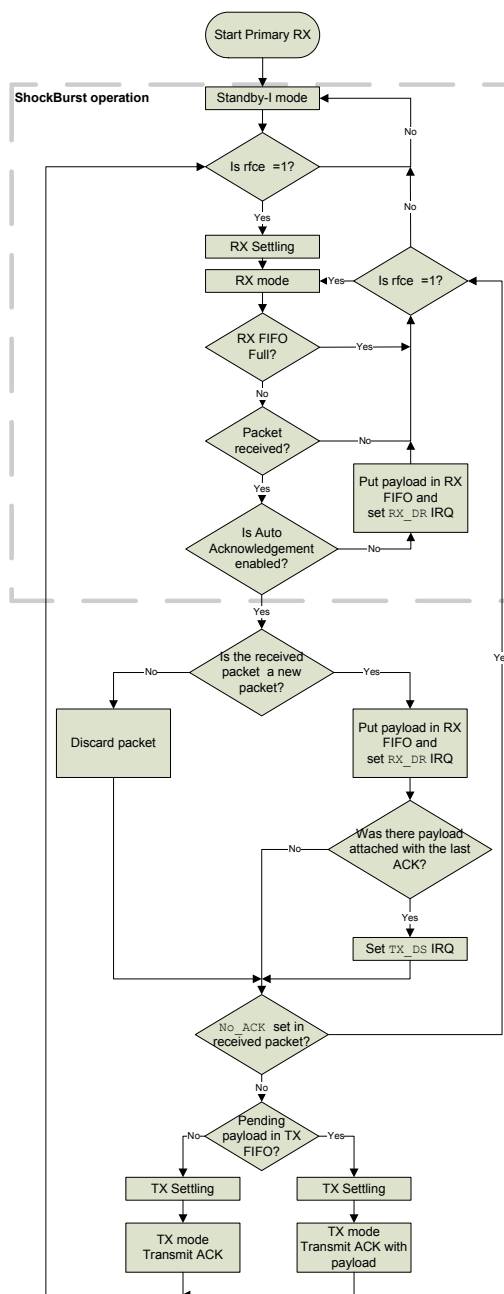 Start Primary RX
ShockBurst operation
Standby-I mode
No
Is rfce =1?
No
Yes
RX Settling
RX mode
Yes
Is rfce =1?
RX FIFO
Full?
Yes
No
Packet
received?
No
Put payload in RX
FIFO and
set RX_DR IRQ
Yes
Is Auto
Acknowledgement
enabled?
No
Yes
Is the received
packet a new
packet?
No
Yes
Discard packet
Put payload in RX
FIFO and
set RX_DR IRQ
Was there payload
attached with the last
ACK?
No
Yes
Set TX_DS IRQ
No_ACK set in
received packet?
No
Pending
payload in TX
FIFO?
No
Yes
TX Settling
TX Settling
TX mode
Transmit ACK
TX mode
Transmit ACK with
payload